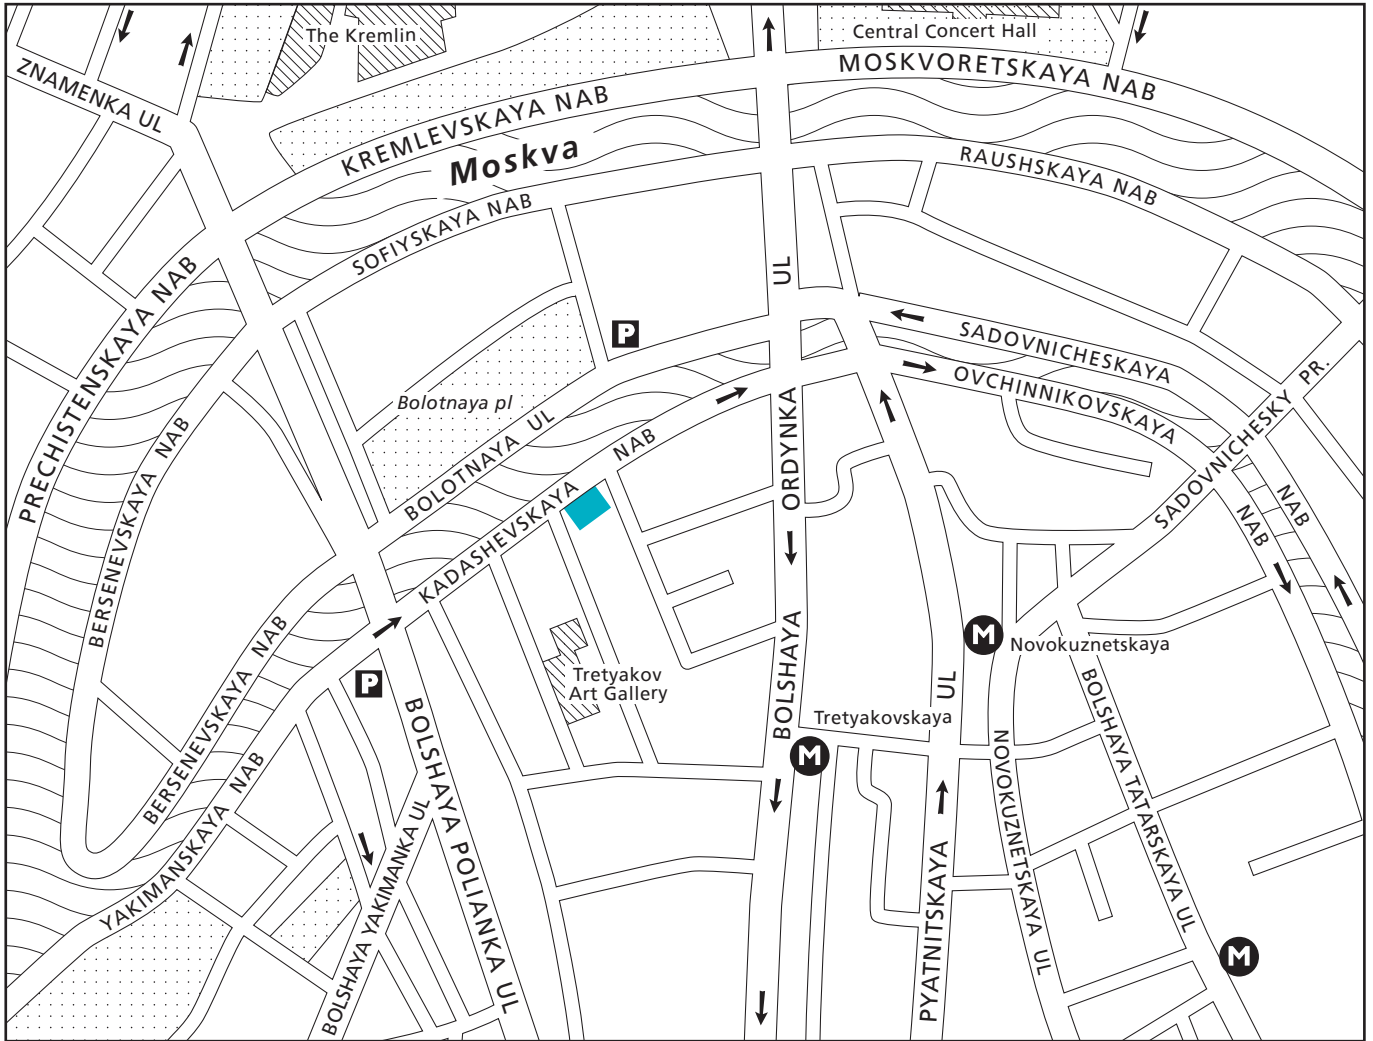 The Kremlin
Central Concert Hall
ZNAMENKA UL
MOSKVORETSKAYA NAB
KREMLEVSKAYA NAB
Moskva
RAUSHSKAYA NAB
SOFIYSKAYA NAB
PRECHISTENSKAYA NAB
UL
P
SADOVNICHESKAYA
OVCHINNIKOVSKAYA
SADOVNICHESKY PR.
Bolotnaya pl
BOLOTNAYA UL
BERSENEVSKAYA NAB
KADASHEVSKAYA
NAB
ORDYNKA
NAB
NAB
BERSENEVSKAYA NAB
BOLSHAYA
M
Novokuznetskaya
Tretyakov
Art Gallery
P
UL
Tretyakovskaya
M
BOLSHAYA POLIANKA UL
YAKIMANSKAYA NAB
BOLSHAYA YAKIMANKA UL
PYATNITSKAYA
NOVOKUZNETSKAYA UL
BOLSHAYA TATARSKAYA UL
M